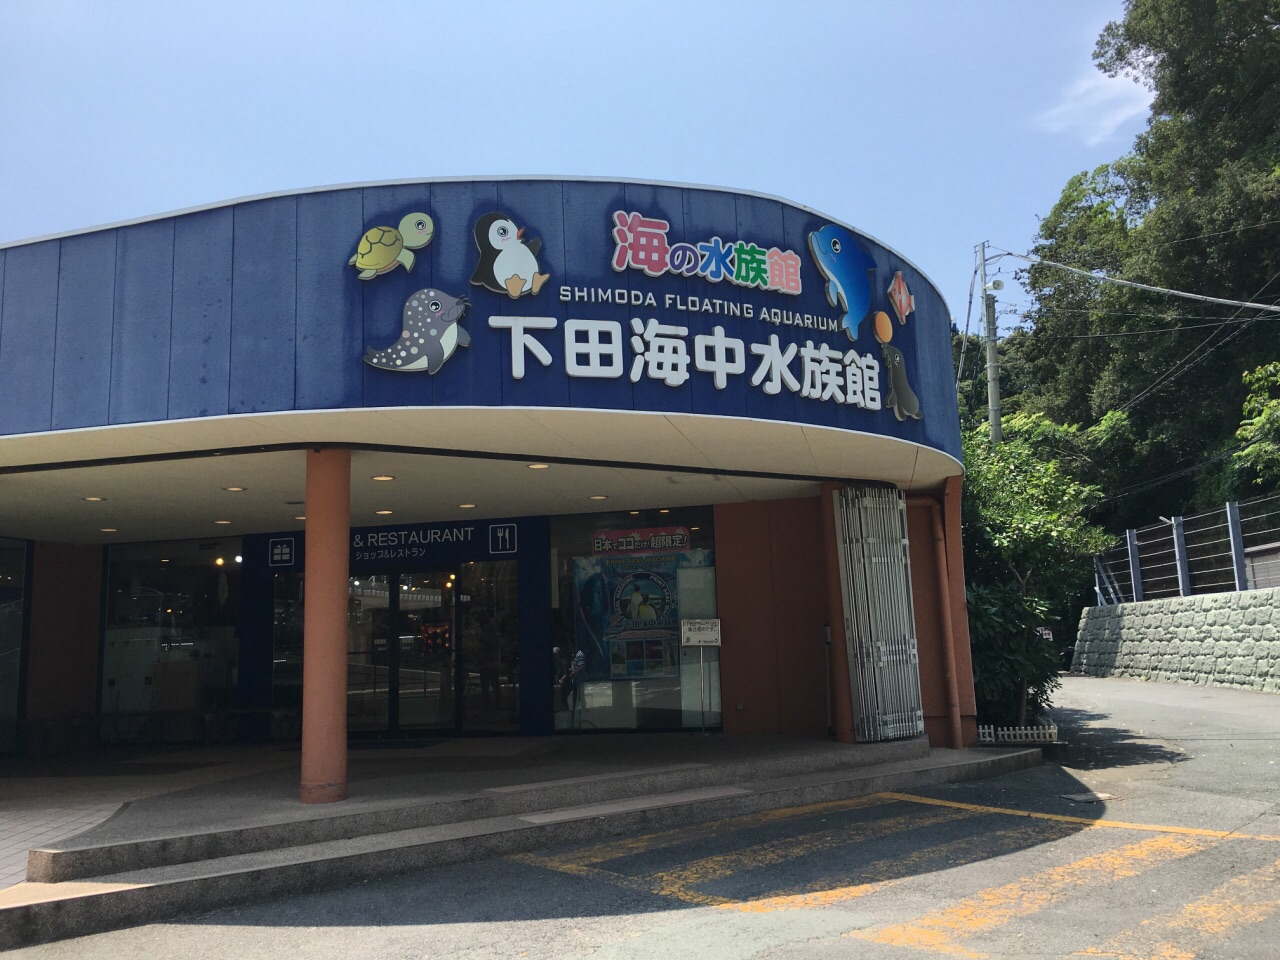 海の水族館
SHIMODA FLOATING AQUARIUM
下田海中水族館
& RESTAURANT
ショップ&レストラン
日本でココだけ!超限定!